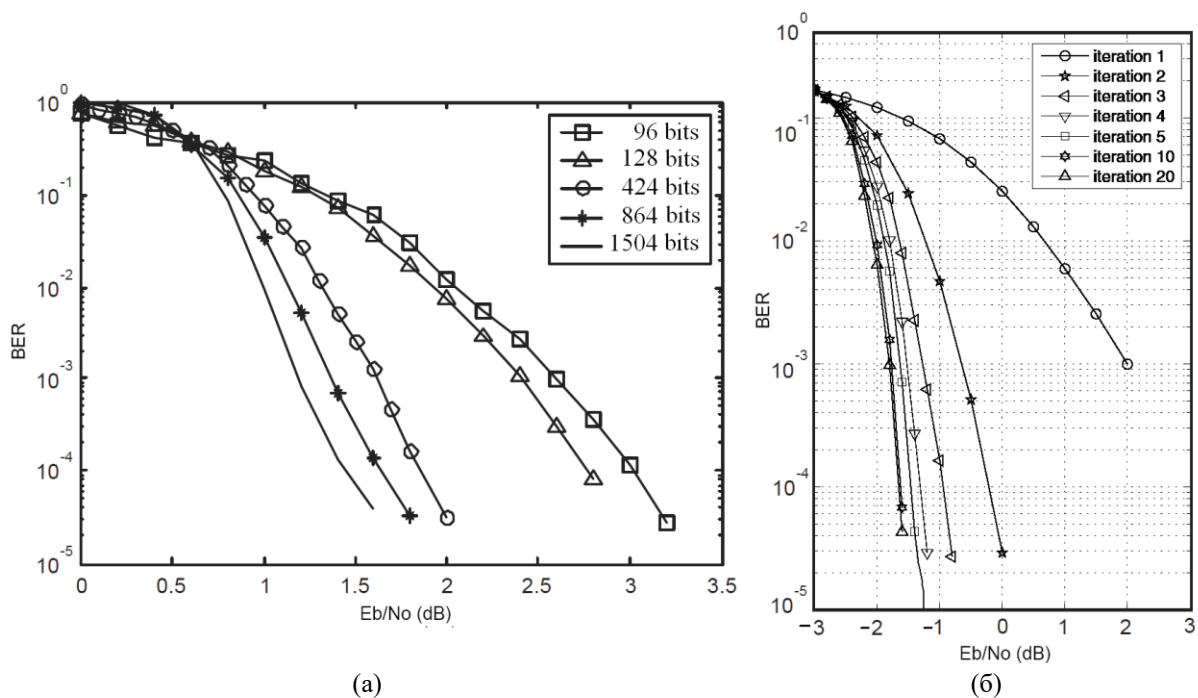 10^0
10^-1
10^-2
10^-3
10^-4
10^-5
BER
0
0.5
1
1.5
2
2.5
3
3.5
Eb/No (dB)
96 bits
128 bits
424 bits
864 bits
1504 bits
(а)
10^0
10^-1
10^-2
10^-3
10^-4
10^-5
BER
−3
−2
−1
0
1
2
3
Eb/No (dB)
iteration 1
iteration 2
iteration 3
iteration 4
iteration 5
iteration 10
iteration 20
(б)